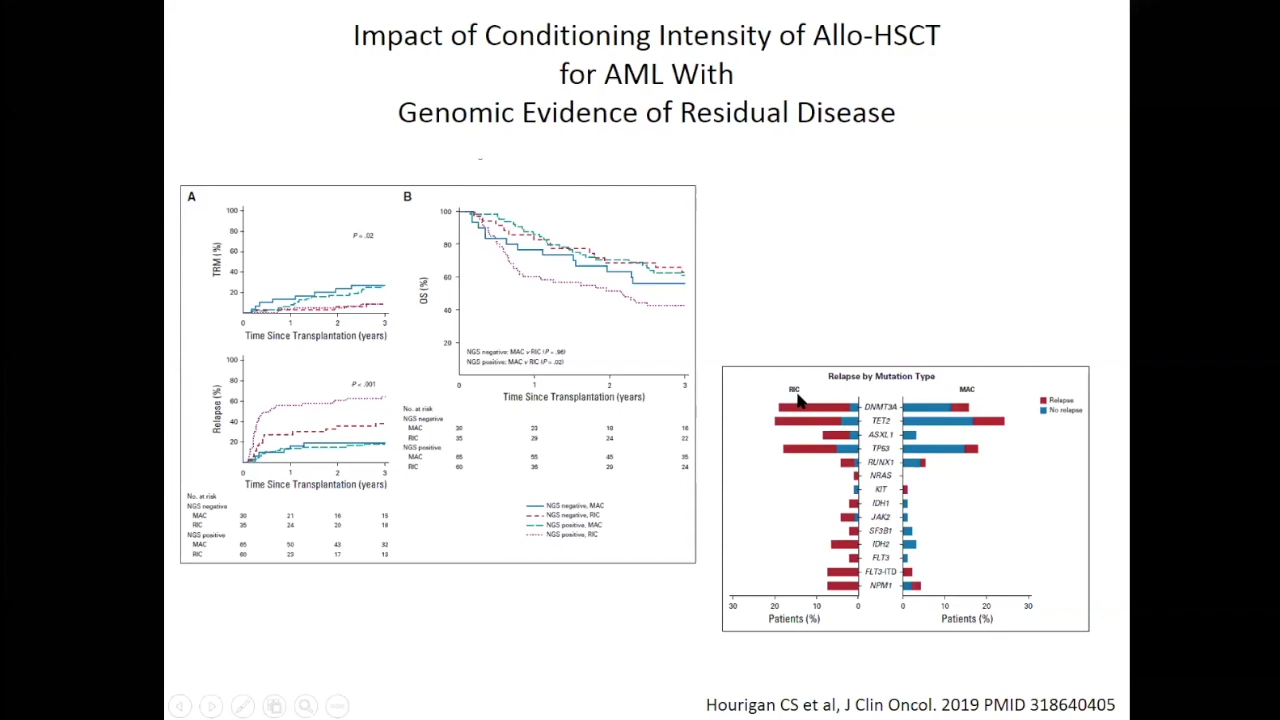 Impact of Conditioning Intensity of Allo-HSCT
for AML With
Genomic Evidence of Residual Disease
A
100
80
60
40
20
TRM (%)
P = .02
0 1 2 3
Time Since Transplantation (years)
100
80
60
40
20
Relapse (%)
P < .001
0 1 2 3
Time Since Transplantation (years)
No. at risk
NGS negative
MAC 30 21 16 15
RIC 35 24 20 18
NGS positive
MAC 65 50 43 32
RIC 60 23 17 13
B
100
80
60
40
20
OS (%)
NGS negative: MAC v RIC (P = .96)
NGS positive: MAC v RIC (P = .02)
0 1 2 3
Time Since Transplantation (years)
No. at risk
NGS negative
MAC 30 23 18 16
RIC 35 29 24 22
NGS positive
MAC 65 55 45 35
RIC 60 36 29 24
NGS negative, MAC
NGS negative, RIC
NGS positive, MAC
NGS positive, RIC
Relapse by Mutation Type
RIC MAC
Relapse
No relapse
DNMT3A
TET2
ASXL1
TP53
RUNX1
NRAS
KIT
IDH1
JAK2
SF3B1
IDH2
FLT3
FLT3-ITD
NPM1
30 20 10 0 0 10 20 30
Patients (%) Patients (%)
Hourigan CS et al, J Clin Oncol. 2019 PMID 318640405